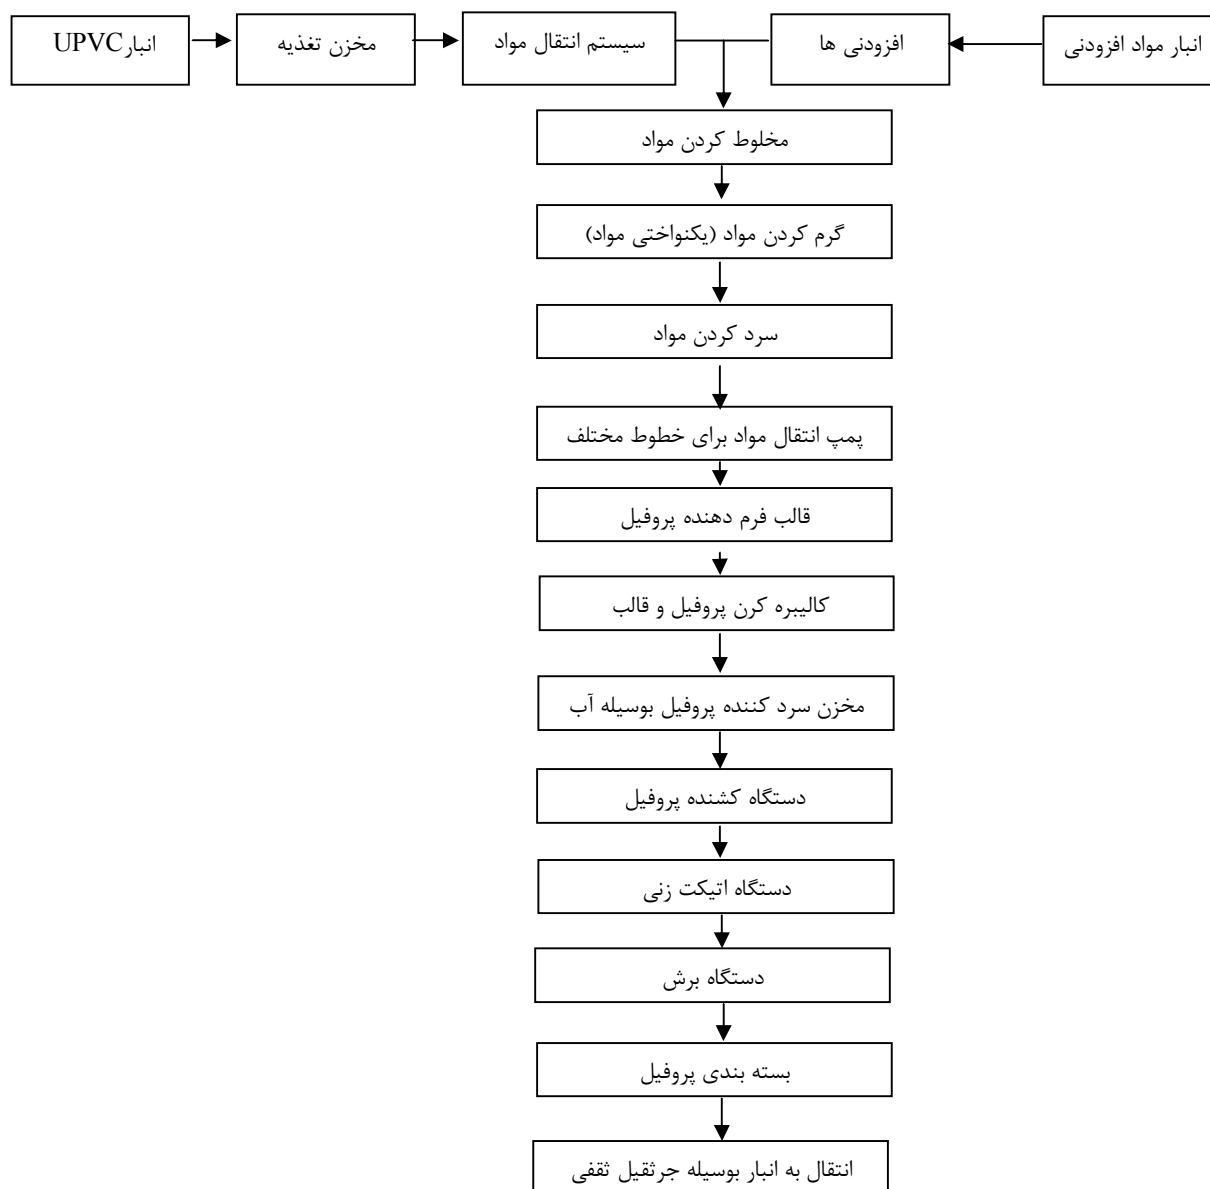 انبارUPVC
مخزن تغذیه
سیستم انتقال مواد
افزودنی ها
انبار مواد افزودنی
مخلوط کردن مواد
گرم کردن مواد (یکنواختی مواد)
سرد کردن مواد
پمپ انتقال مواد برای خطوط مختلف
قالب فرم دهنده پروفیل
کالیبره کرن پروفیل و قالب
مخزن سرد کننده پروفیل بوسیله آب
دستگاه کشنده پروفیل
دستگاه اتیکت زنی
دستگاه برش
بسته بندی پروفیل
انتقال به انبار بوسیله جرثقیل ثقفی